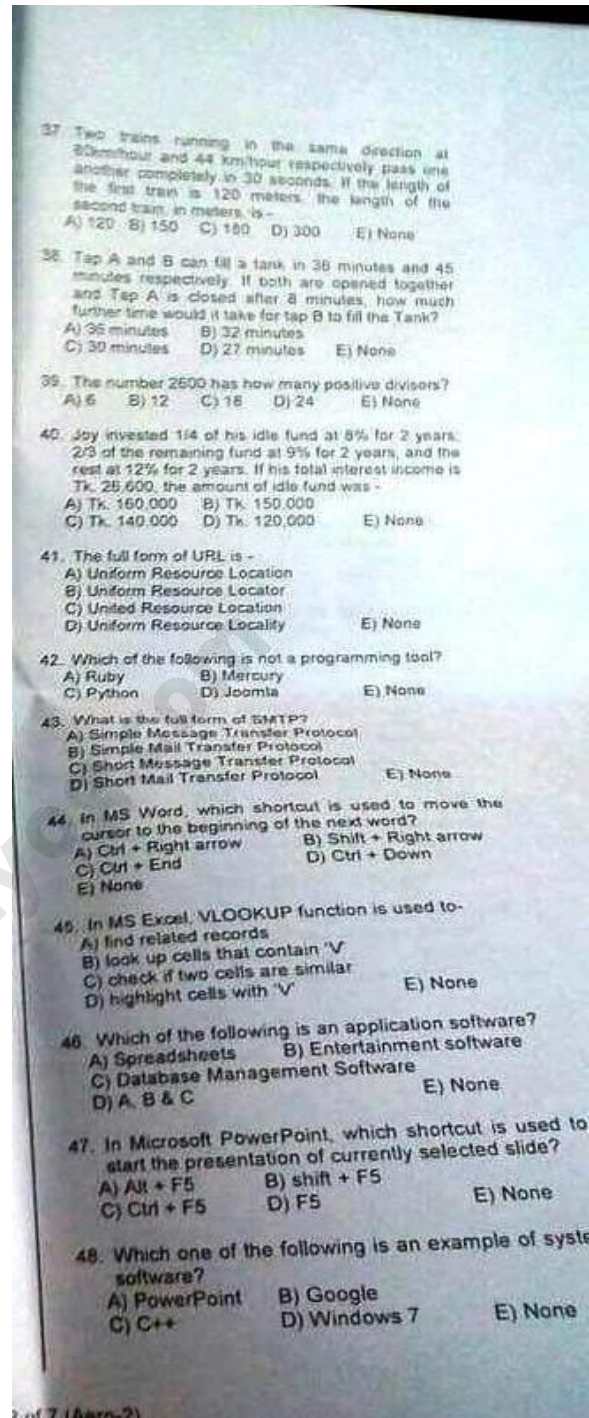 37. Two trains running in the same direction at
80km/hour and 44 km/hour respectively pass one
another completely in 30 seconds. If the length of
the first train is 120 meters, the length of the
second train, in meters, is -
A) 120 B) 150 C) 180 D) 300 E) None
38. Tap A and B can fill a tank in 36 minutes and 45
minutes respectively. If both are opened together
and Tap A is closed after 8 minutes, how much
further time would it take for tap B to fill the Tank?
A) 36 minutes B) 32 minutes
C) 30 minutes D) 27 minutes E) None
39. The number 2600 has how many positive divisors?
A) 6 B) 12 C) 18 D) 24 E) None
40. Joy invested 1/4 of his idle fund at 8% for 2 years;
2/3 of the remaining fund at 9% for 2 years, and the
rest at 12% for 2 years. If his total interest income is
Tk. 26,600, the amount of idle fund was -
A) Tk. 160,000 B) Tk. 150,000
C) Tk. 140,000 D) Tk. 120,000 E) None
41. The full form of URL is -
A) Uniform Resource Location
B) Uniform Resource Locator
C) United Resource Location
D) Uniform Resource Locality E) None
42. Which of the following is not a programming tool?
A) Ruby B) Mercury
C) Python D) Joomla E) None
43. What is the full form of SMTP?
A) Simple Message Transfer Protocol
B) Simple Mail Transfer Protocol
C) Short Message Transfer Protocol
D) Short Mail Transfer Protocol E) None
44. In MS Word, which shortcut is used to move the
cursor to the beginning of the next word?
A) Ctrl + Right arrow B) Shift + Right arrow
C) Ctrl + End D) Ctrl + Down
E) None
45. In MS Excel, VLOOKUP function is used to-
A) find related records
B) look up cells that contain 'V'
C) check if two cells are similar
D) highlight cells with 'V' E) None
46. Which of the following is an application software?
A) Spreadsheets B) Entertainment software
C) Database Management Software
D) A, B & C E) None
47. In Microsoft PowerPoint, which shortcut is used to
start the presentation of currently selected slide?
A) Alt + F5 B) shift + F5
C) Ctrl + F5 D) F5 E) None
48. Which one of the following is an example of syste
software?
A) PowerPoint B) Google
C) C++ D) Windows 7 E) None
of 7 (Aern-2)